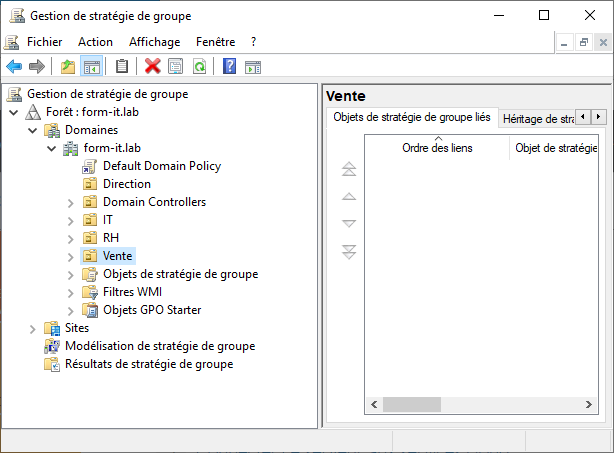 Gestion de stratégie de groupe
Fichier Action Affichage Fenêtre ?
Gestion de stratégie de groupe
Forêt : form-it.lab
Domaines
form-it.lab
Default Domain Policy
Direction
Domain Controllers
IT
RH
Vente
Objets de stratégie de groupe
Filtres WMI
Objets GPO Starter
Sites
Modélisation de stratégie de groupe
Résultats de stratégie de groupe
Vente
Objets de stratégie de groupe liés Héritage de stra
Ordre des liens Objet de stratégie